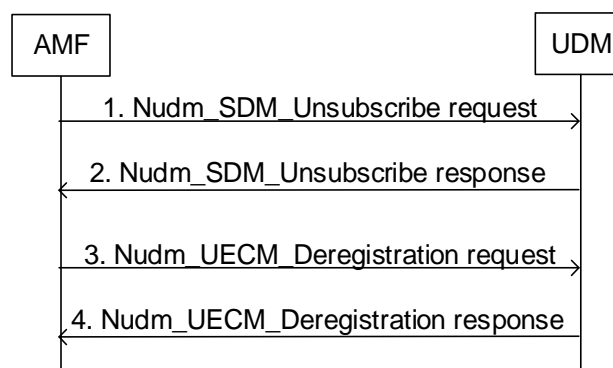 AMF
UDM
1. Nudm_SDM_Unsubscribe request
2. Nudm_SDM_Unsubscribe response
3. Nudm_UECM_Deregistration request
4. Nudm_UECM_Deregistration response